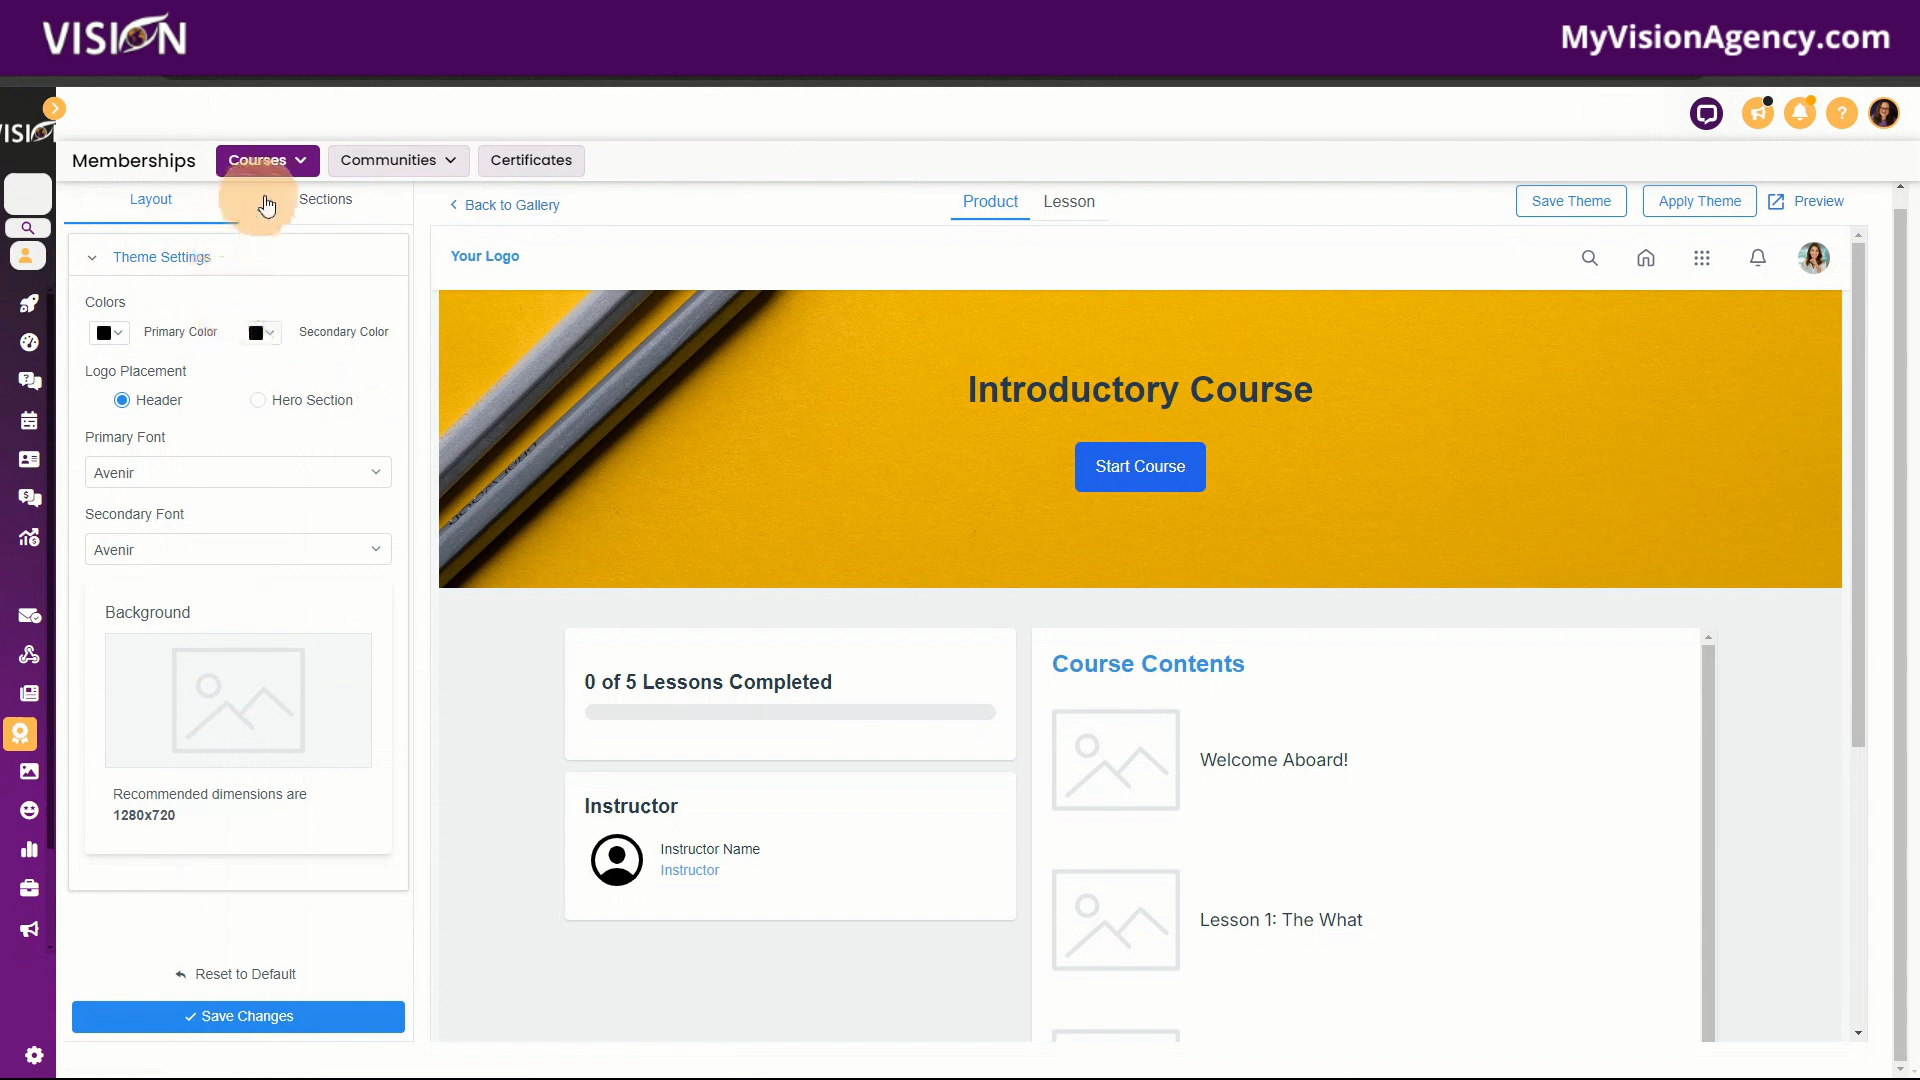 VISION
MyVisionAgency.com
VISI
Memberships
Courses
Communities
Certificates
Layout
Sections
Back to Gallery
Product
Lesson
Save Theme
Apply Theme
Preview
Theme Settings
Your Logo
Colors
Primary Color
Secondary Color
Logo Placement
Header
Hero Section
Primary Font
Avenir
Secondary Font
Avenir
Background
Recommended dimensions are
1280x720
Reset to Default
Save Changes
Introductory Course
Start Course
0 of 5 Lessons Completed
Instructor
Instructor Name
Instructor
Course Contents
Welcome Aboard!
Lesson 1: The What